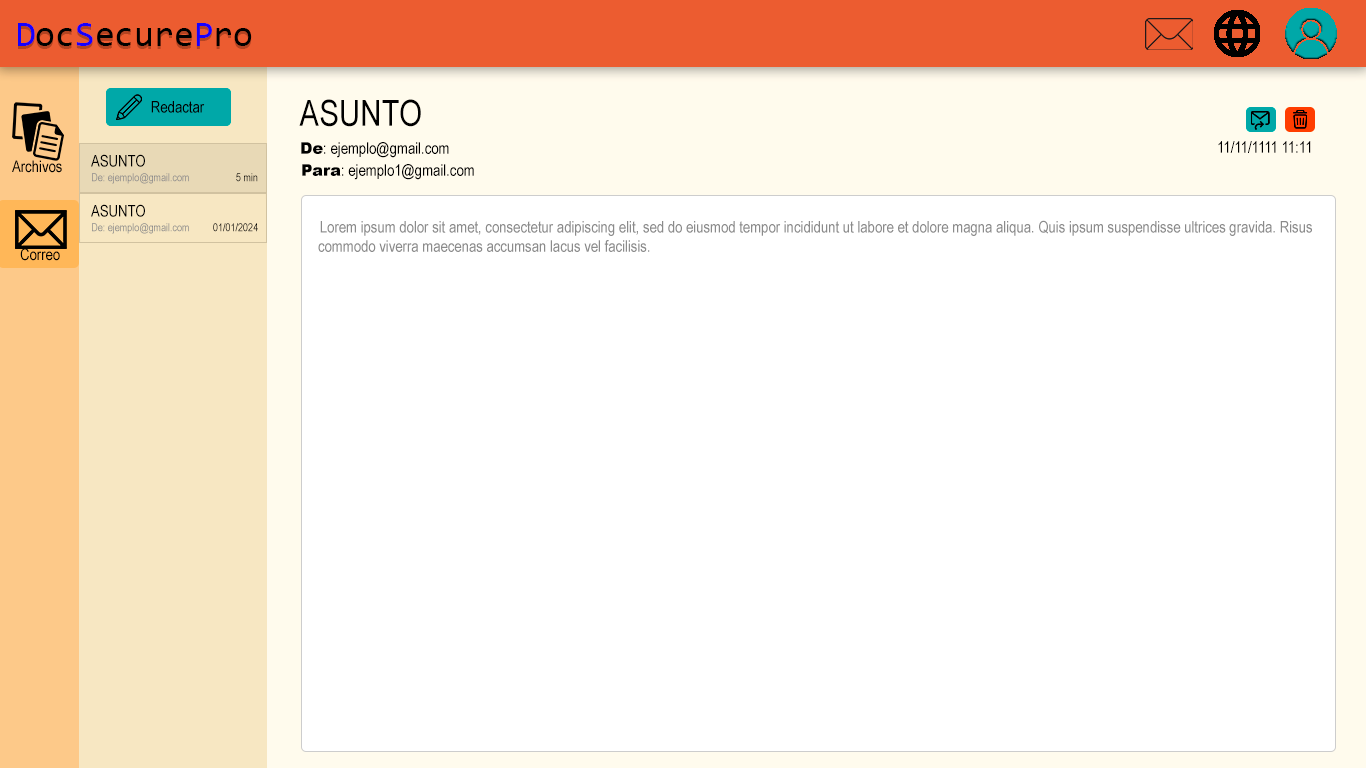 DocSecurePro
Archivos
Correo
Redactar
ASUNTO
De: ejemplo@gmail.com 5 min
ASUNTO
De: ejemplo@gmail.com 01/01/2024
ASUNTO
De: ejemplo@gmail.com
Para: ejemplo1@gmail.com
11/11/1111 11:11
Lorem ipsum dolor sit amet, consectetur adipiscing elit, sed do eiusmod tempor incididunt ut labore et dolore magna aliqua. Quis ipsum suspendisse ultrices gravida. Risus
commodo viverra maecenas accumsan lacus vel facilisis.